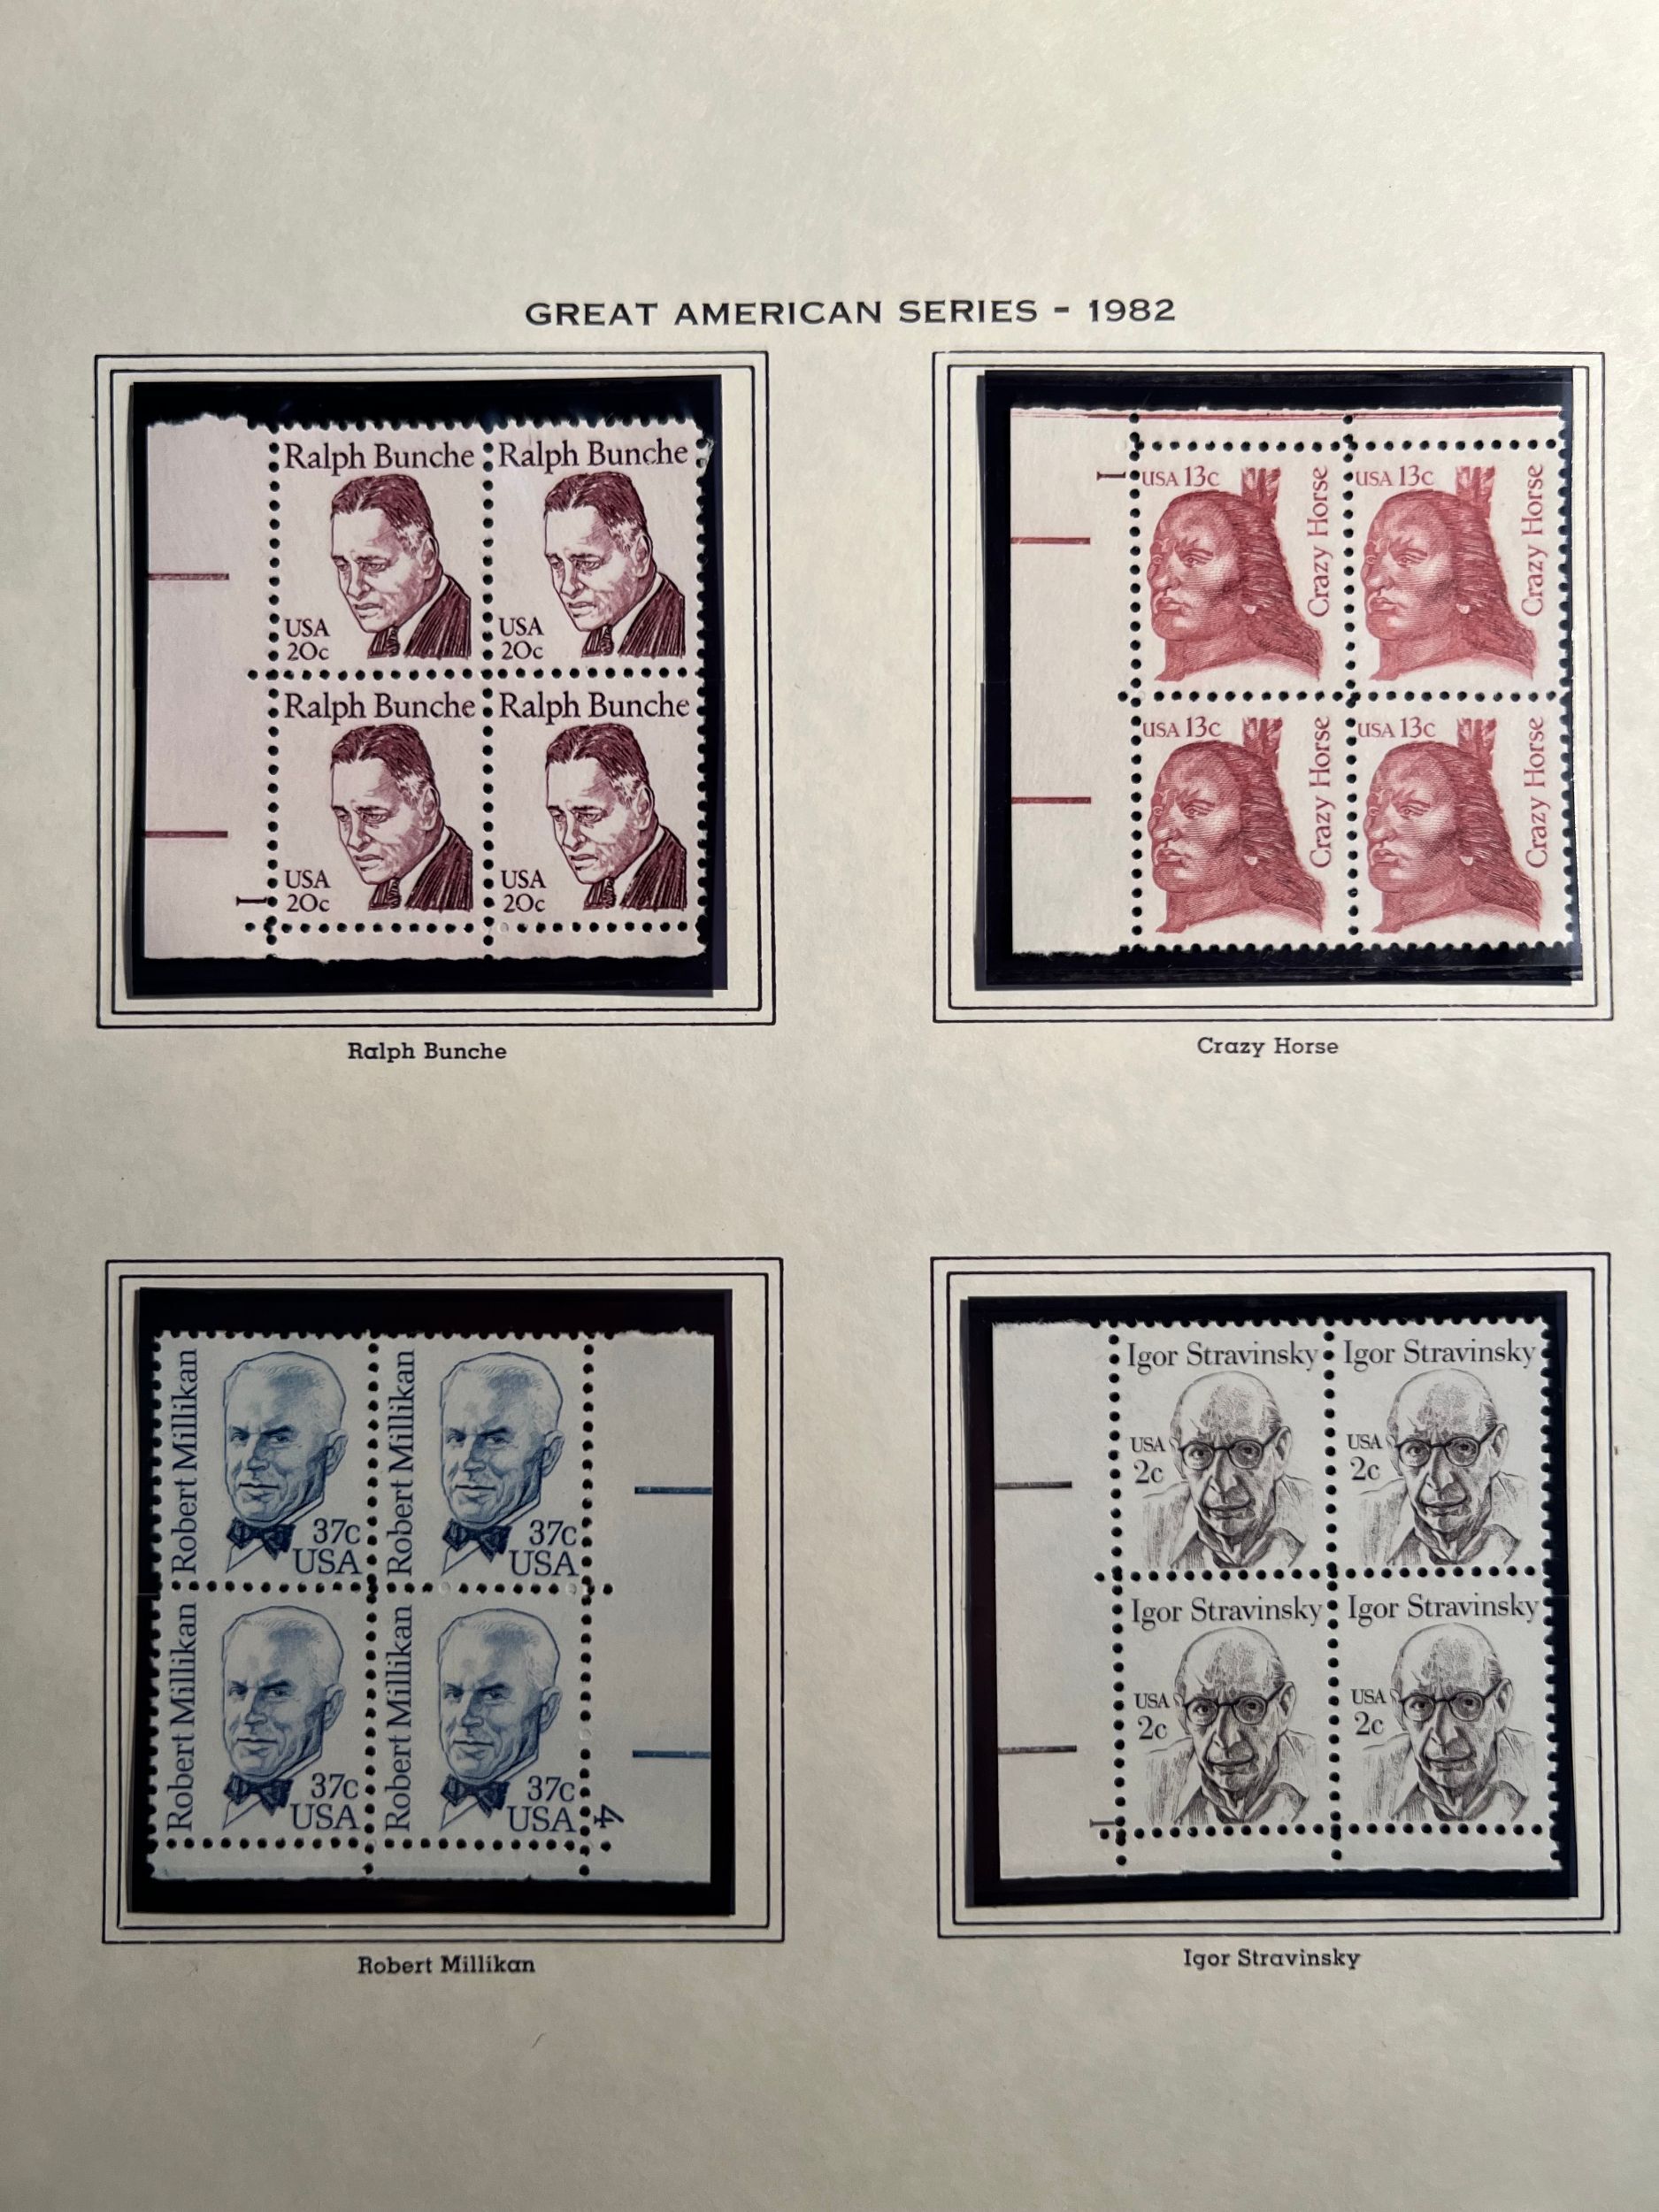 GREAT AMERICAN SERIES - 1982
Ralph Bunche Ralph Bunche
USA USA
20c 20c
Ralph Bunche Ralph Bunche
USA USA
20c 20c
1
Ralph Bunche
1
USA 13c Crazy Horse USA 13c Crazy Horse
USA 13c Crazy Horse USA 13c Crazy Horse
Crazy Horse
Robert Millikan Robert Millikan
37c 37c
USA USA
Robert Millikan Robert Millikan
37c 37c
USA USA
4
Robert Millikan
Igor Stravinsky Igor Stravinsky
USA USA
2c 2c
Igor Stravinsky Igor Stravinsky
USA USA
2c 2c
1
Igor Stravinsky